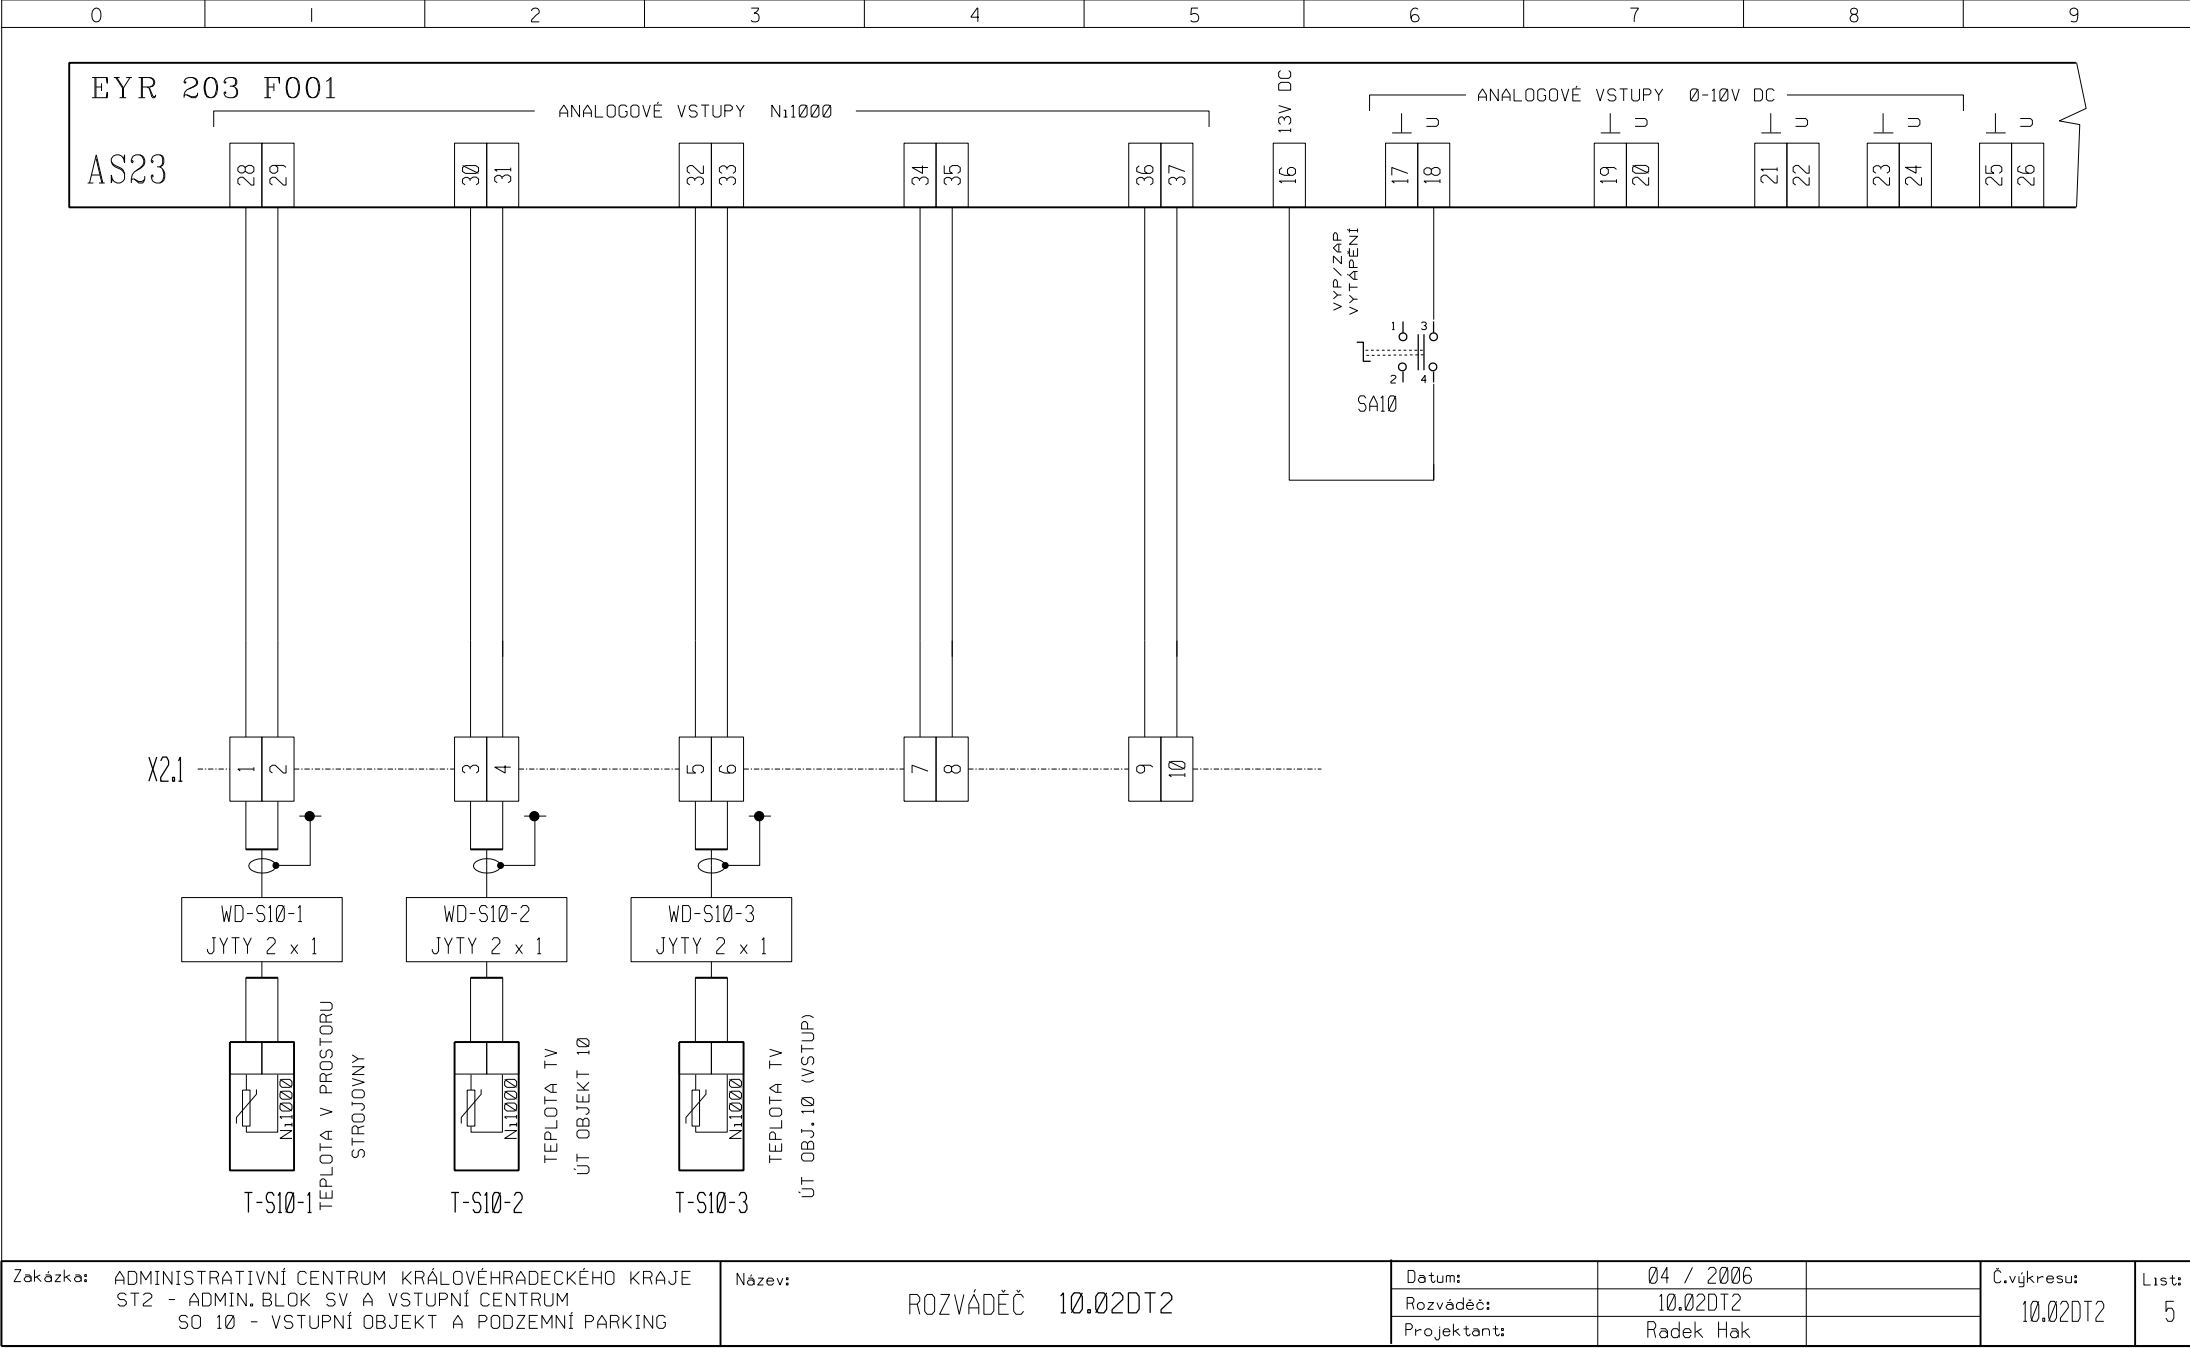 0 1 2 3 4 5 6 7 8 9
EYR 203 F001
ANALOGOVÉ VSTUPY Ni1000
13V DC
ANALOGOVÉ VSTUPY 0-10V DC
U U U U U
AS23
28 29 30 31 32 33 34 35 36 37 16 17 18 19 20 21 22 23 24 25 26
VYP/ZAP
VYTÁPĚNÍ
1 3
2 4
SA10
X2.1
1 2 3 4 5 6 7 8 9 10
WD-S10-1
JYTY 2 x 1
WD-S10-2
JYTY 2 x 1
WD-S10-3
JYTY 2 x 1
Ni1000
TEPLOTA V PROSTORU
STROJOVNY
T-S10-1
Ni1000
TEPLOTA TV
ÚT OBJEKT 10
T-S10-2
Ni1000
TEPLOTA TV
ÚT OBJ.10 (VSTUP)
T-S10-3
Zakázka: ADMINISTRATIVNÍ CENTRUM KRÁLOVÉHRADECKÉHO KRAJE
ST2 - ADMIN. BLOK SV A VSTUPNÍ CENTRUM
SO 10 - VSTUPNÍ OBJEKT A PODZEMNÍ PARKING
Název:
ROZVÁDĚČ 10.02DT2
Datum: 04 / 2006
Rozváděč: 10.02DT2
Projektant: Radek Hak
Č.výkresu:
10.02DT2
List:
5